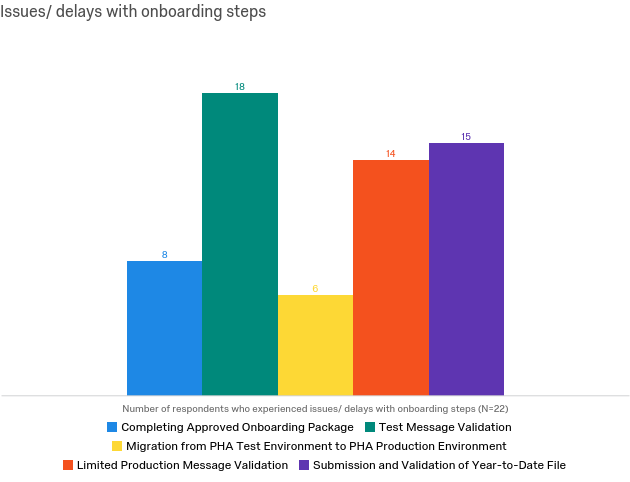 Issues/ delays with onboarding steps
18
15
14
8
6
Number of respondents who experienced issues/ delays with onboarding steps (N=22)
Completing Approved Onboarding Package Test Message Validation
Migration from PHA Test Environment to PHA Production Environment
Limited Production Message Validation Submission and Validation of Year-to-Date File